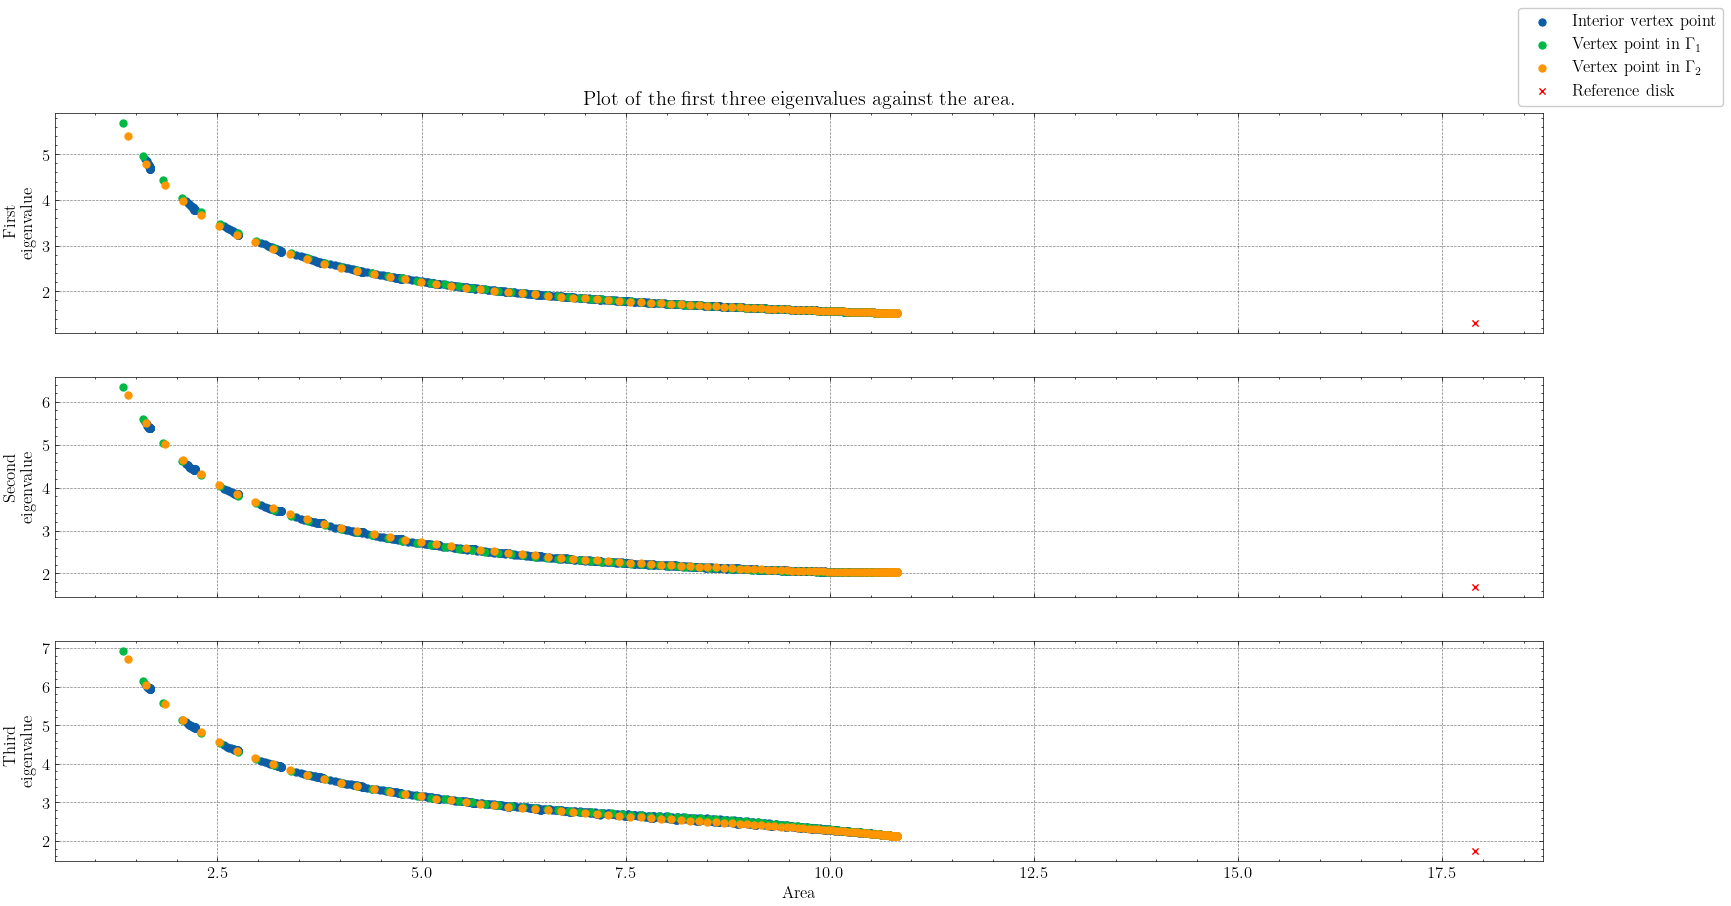 Interior vertex point
Vertex point in Γ₁
Vertex point in Γ₂
Reference disk
Plot of the first three eigenvalues against the area.
First
eigenvalue
5
4
3
2
Second
eigenvalue
6
5
4
3
2
Third
eigenvalue
7
6
5
4
3
2
2.5 5.0 7.5 10.0 12.5 15.0 17.5
Area